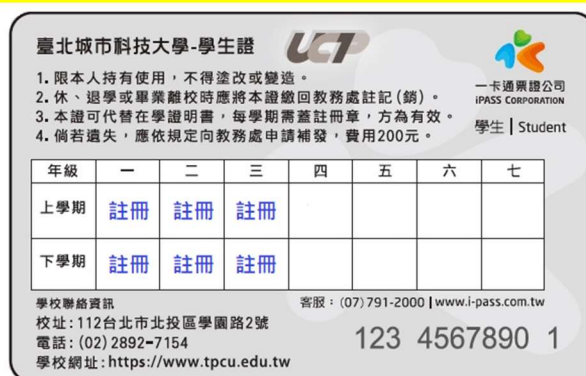 臺北城市科技大學-學生證
UCT
一卡通票證公司
iPASS CORPORATION
學生 | Student
1. 限本人持有使用，不得塗改或變造。
2. 休、退學或畢業離校時應將本證繳回教務處註記(銷)。
3. 本證可代替在學證明書，每學期需蓋註冊章，方為有效。
4. 倘若遺失，應依規定向教務處申請補發，費用200元。
年級 一 二 三 四 五 六 七
上學期 註冊 註冊 註冊
下學期 註冊 註冊 註冊
學校聯絡資訊
客服：(07)791-2000 | www.i-pass.com.tw
校址:112台北市北投區學園路2號
電話:(02)2892-7154
123 4567890 1
學校網址:https://www.tpcu.edu.tw